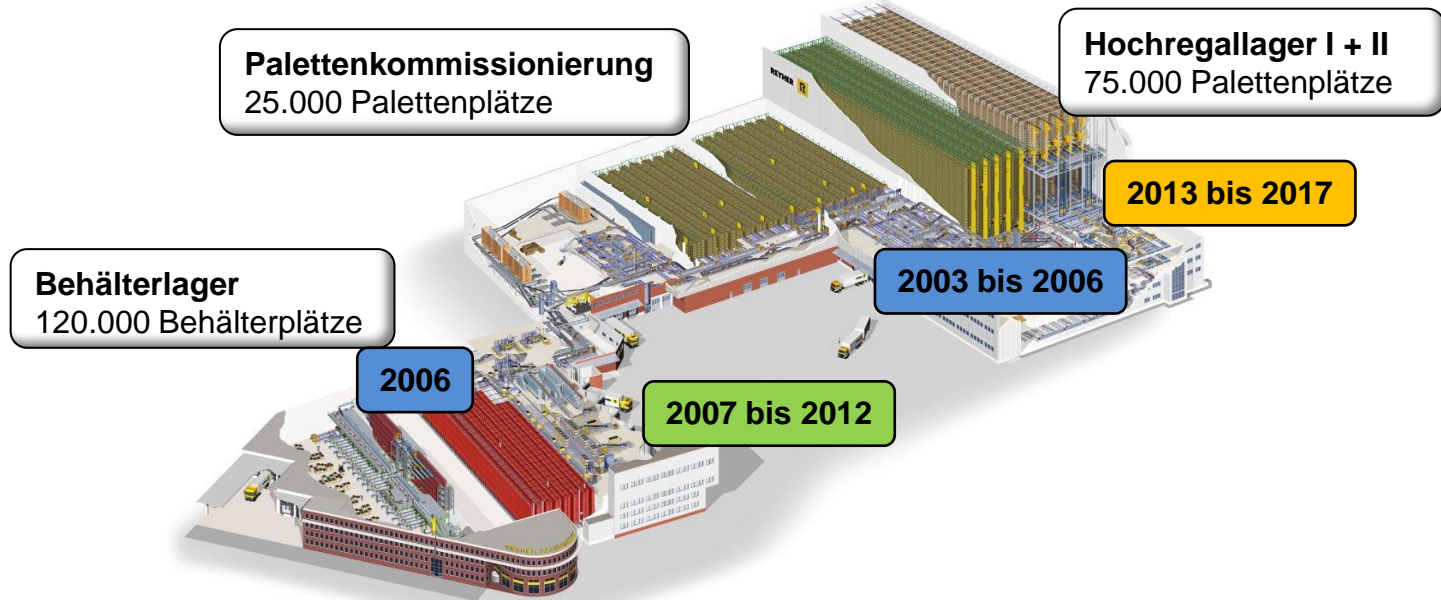 Palettenkommissionierung
25.000 Palettenplätze
Hochregallager I + II
75.000 Palettenplätze
REYHER R
2013 bis 2017
2003 bis 2006
Behälterlager
120.000 Behälterplätze
2006
2007 bis 2012